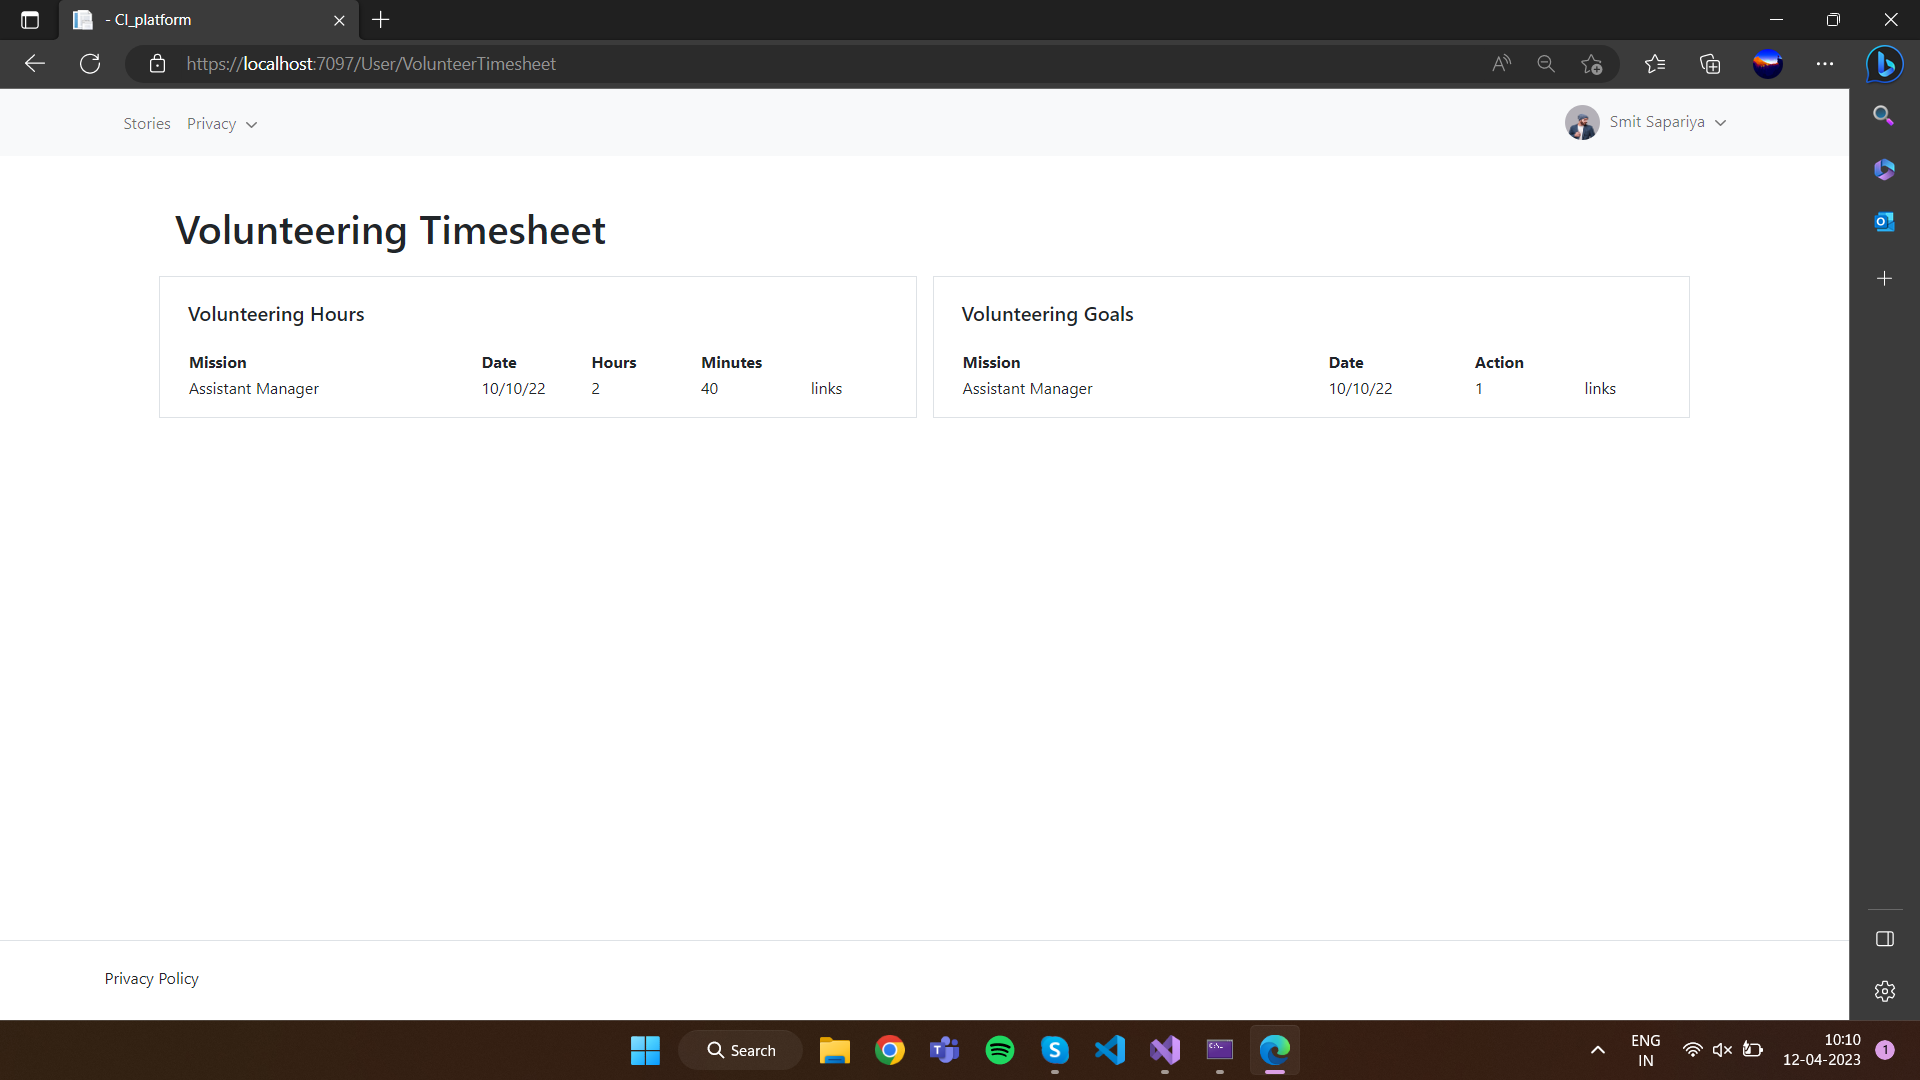 - CI_platform
https://localhost:7097/User/VolunteerTimesheet
Stories Privacy
Smit Sapariya
Volunteering Timesheet
Volunteering Hours
Mission Date Hours Minutes
Assistant Manager 10/10/22 2 40 links
Volunteering Goals
Mission Date Action
Assistant Manager 10/10/22 1 links
Privacy Policy
Search
ENG
IN
10:10
12-04-2023
1